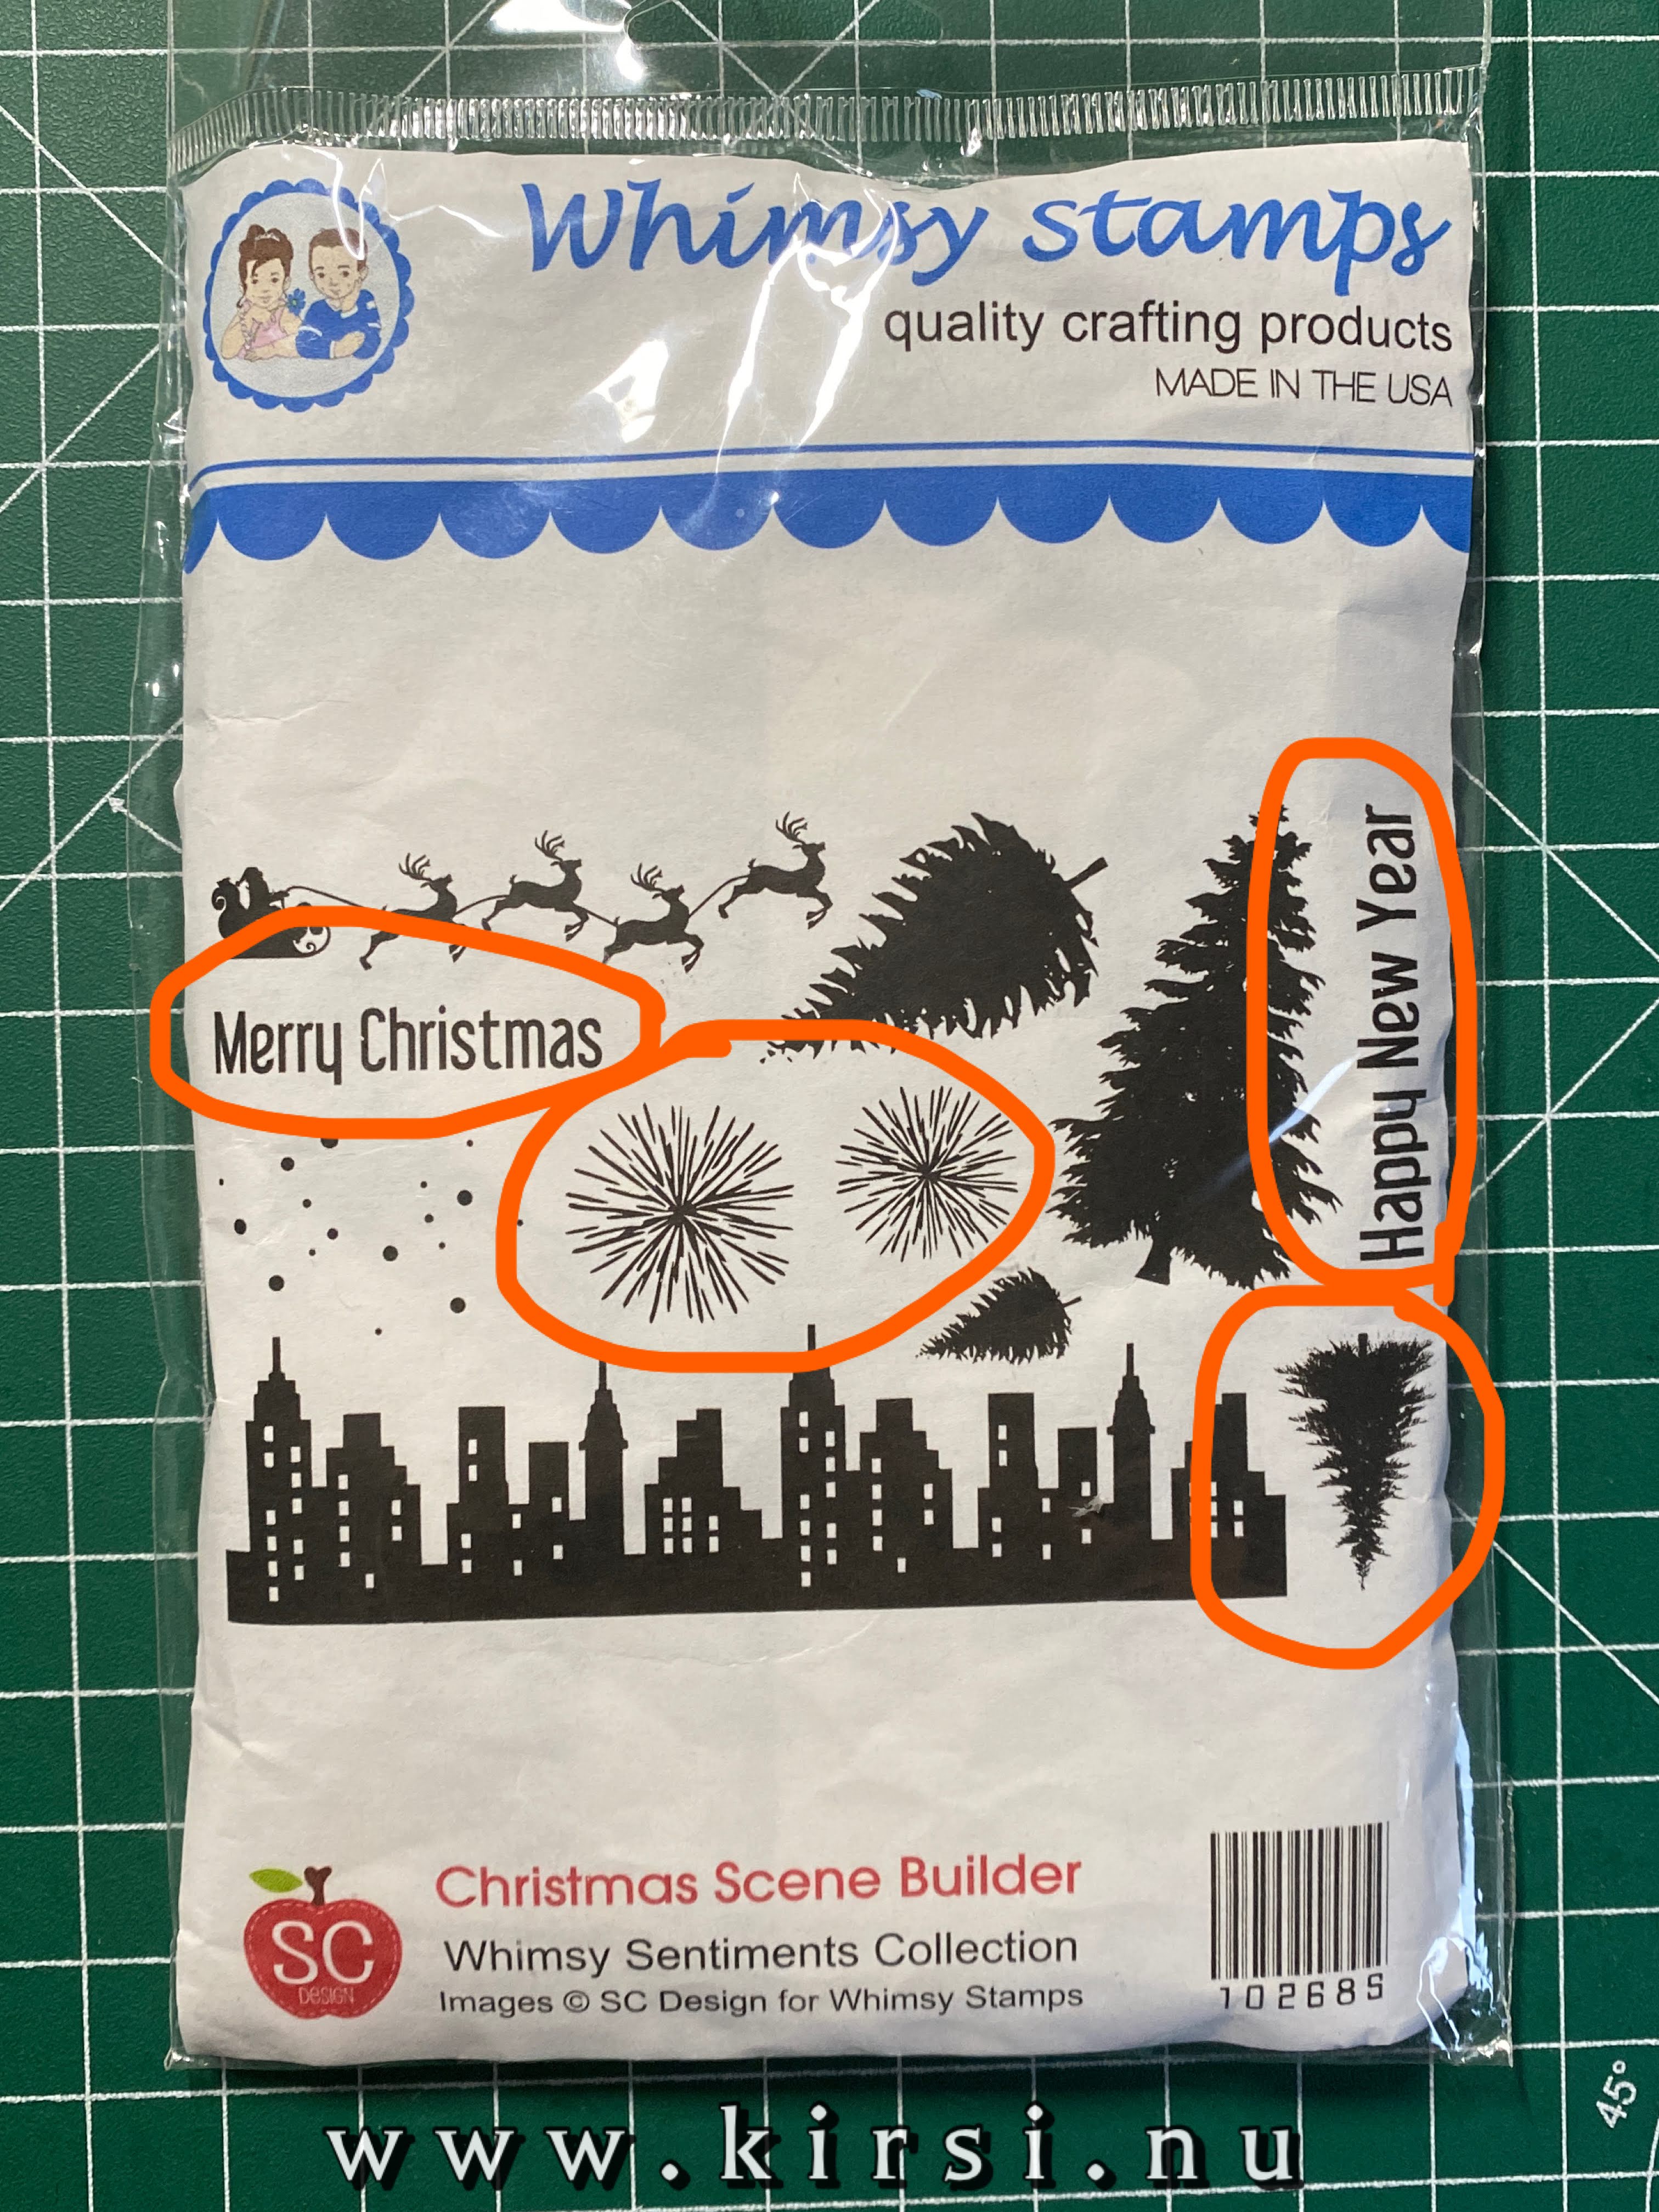 Whimsy stamps
quality crafting products
MADE IN THE USA
Merry Christmas
Happy New Year
SC
DESIGN
Christmas Scene Builder
Whimsy Sentiments Collection
Images © SC Design for Whimsy Stamps
102685
45°
www.kirsi.nu